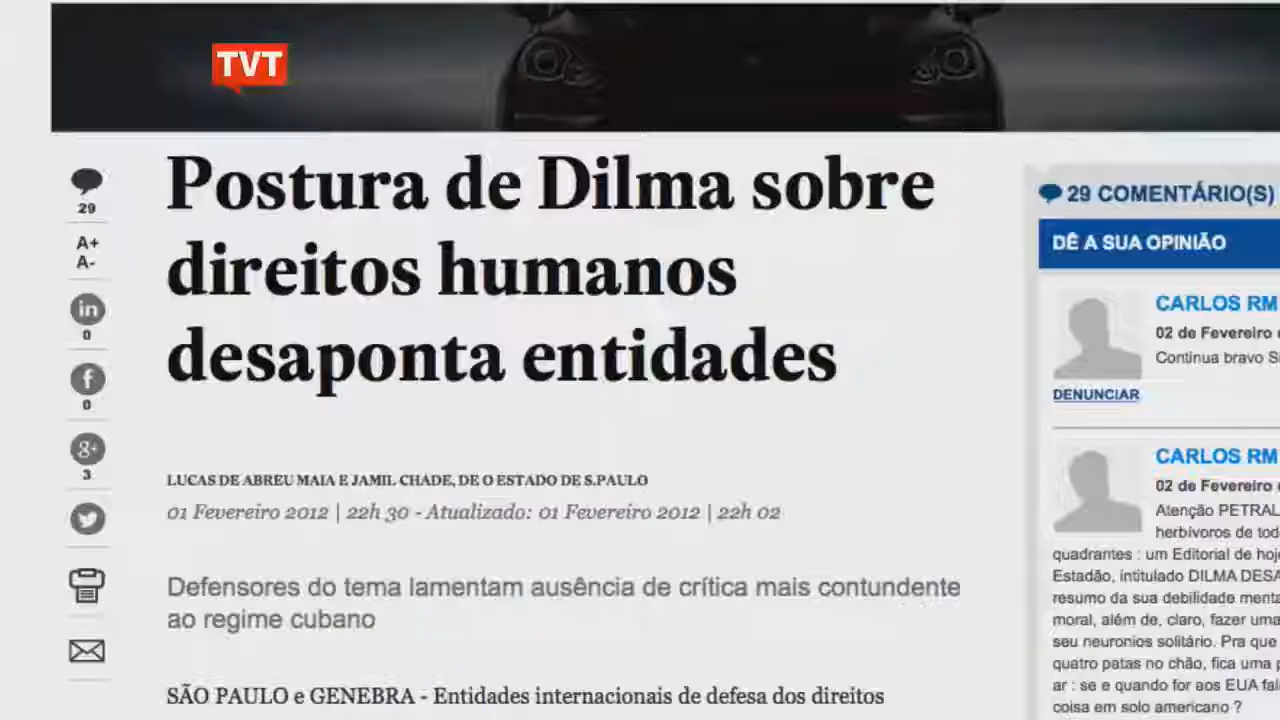 TVT
29
A+
A-
in
0
f
0
8+
3
Postura de Dilma sobre
direitos humanos
desaponta entidades
LUCAS DE ABREU MAIA E JAMIL CHADE, DE O ESTADO DE S.PAULO
01 Fevereiro 2012 | 22h 30 - Atualizado: 01 Fevereiro 2012 | 22h 02
Defensores do tema lamentam ausência de crítica mais contundente
ao regime cubano
SÃO PAULO e GENEBRA - Entidades internacionais de defesa dos direitos
29 COMENTÁRIO(S)
DÊ A SUA OPINIÃO
CARLOS RM
02 de Fevereiro
Continua bravo
DENUNCIAR
CARLOS RM
02 de Fevereiro
Atenção PETRAL
herbívoros de tod
quadrantes : um Editorial de hoj
Estadão, intitulado DILMA DESA
resumo da sua debilidade menta
moral, além de, claro, fazer uma
seu neuronios solitário. Pra que
quatro patas no chão, fica uma
ar : se e quando for aos EUA fal
coisa em solo americano ?